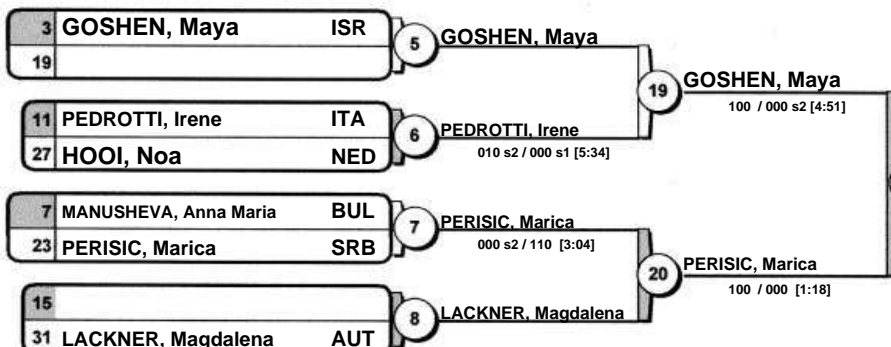 3 GOSHEN, Maya ISR
19
5
GOSHEN, Maya
11 PEDROTTI, Irene ITA
27 HOOI, Noa NED
6
PEDROTTI, Irene
010 s2 / 000 s1 [5:34]
19
GOSHEN, Maya
100 / 000 s2 [4:51]
7 MANUSHEVA, Anna Maria BUL
23 PERISIC, Marica SRB
7
PERISIC, Marica
000 s2 / 110 [3:04]
15
31 LACKNER, Magdalena AUT
8
LACKNER, Magdalena
20
PERISIC, Marica
100 / 000 [1:18]